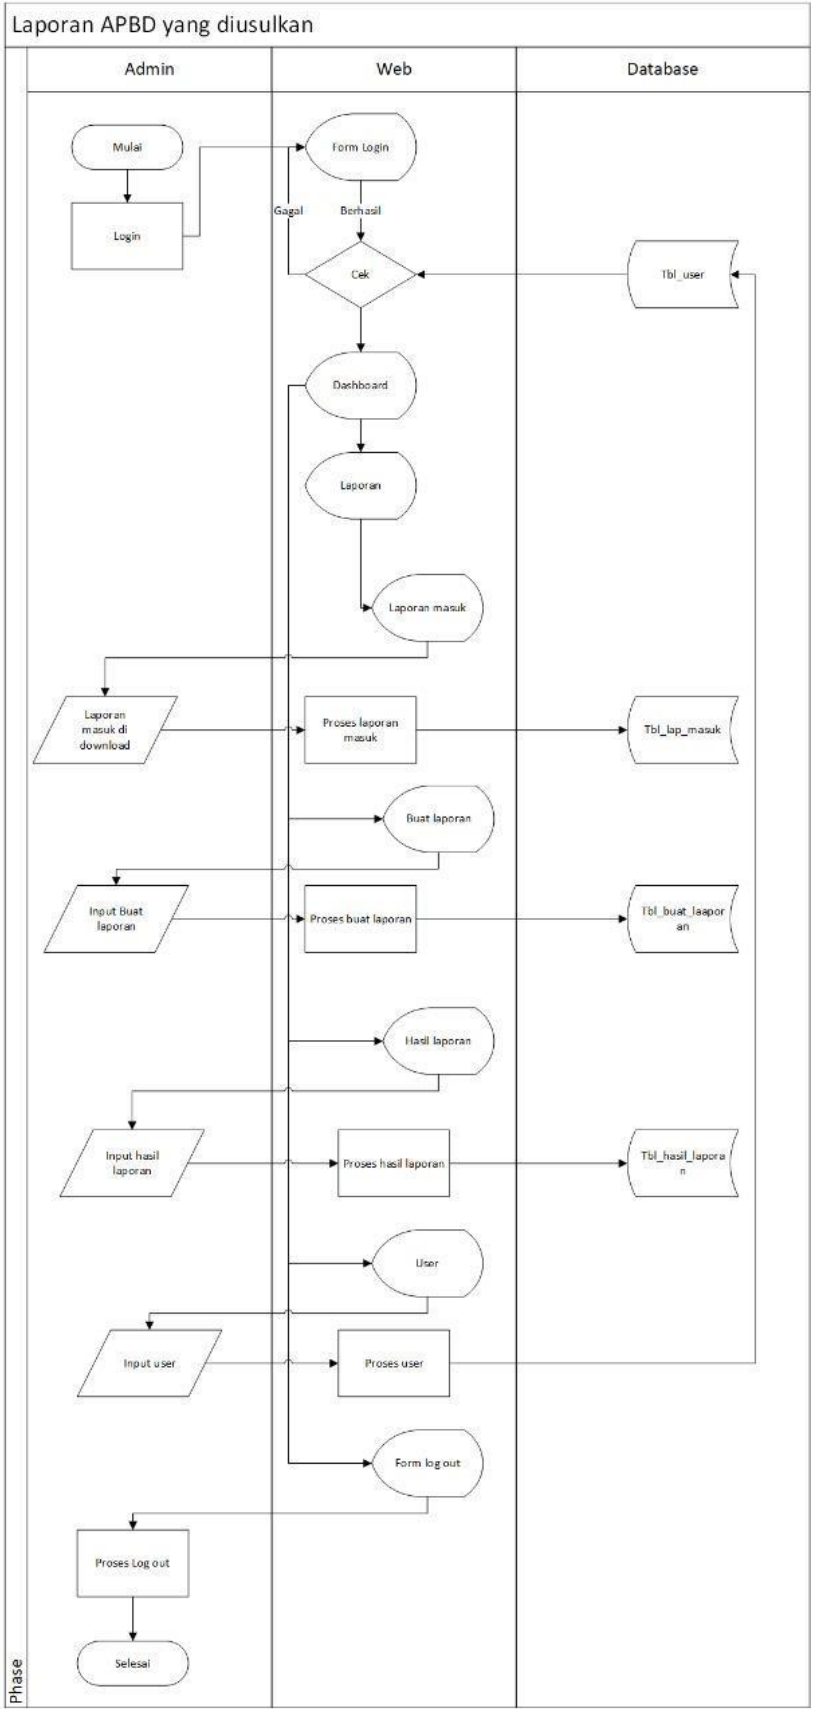 Laporan APBD yang diusulkan
Admin
Web
Database
Mulai
Form Login
Login
Gagal
Berhasil
Cek
Tbl_user
Dashboard
Laporan
Laporan masuk
Laporan
masuk di
download
Proses laporan
masuk
Tbl_lap_masuk
Buat laporan
Input Buat
laporan
Proses buat laporan
Tbl_buat_laapor
an
Hasil laporan
Input hasil
laporan
Proses hasil laporan
Tbl_hasil_lapora
n
User
Input user
Proses user
Form log out
Proses Log out
Selesai
Phase